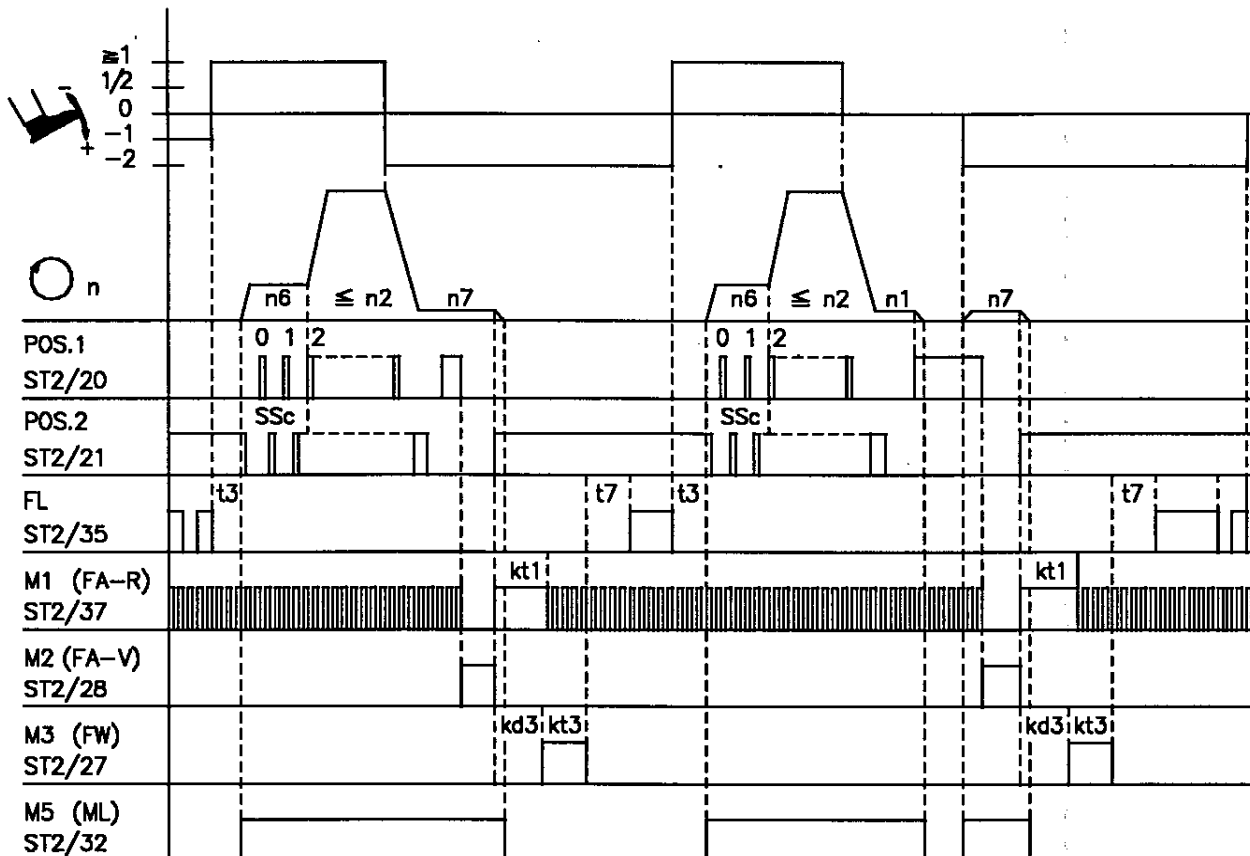 ≧1
1/2
0
−1
−2
−
+
n
n6 ≦ n2 n7 n6 ≦ n2 n1 n7
POS.1
ST2/20
0 1 2 0 1 2
POS.2
ST2/21
SSc SSc
FL
ST2/35
t3 t7 t3 t7
M1 (FA−R)
ST2/37
kt1 kt1
M2 (FA−V)
ST2/28
M3 (FW)
ST2/27
kd3 kt3 kd3 kt3
M5 (ML)
ST2/32